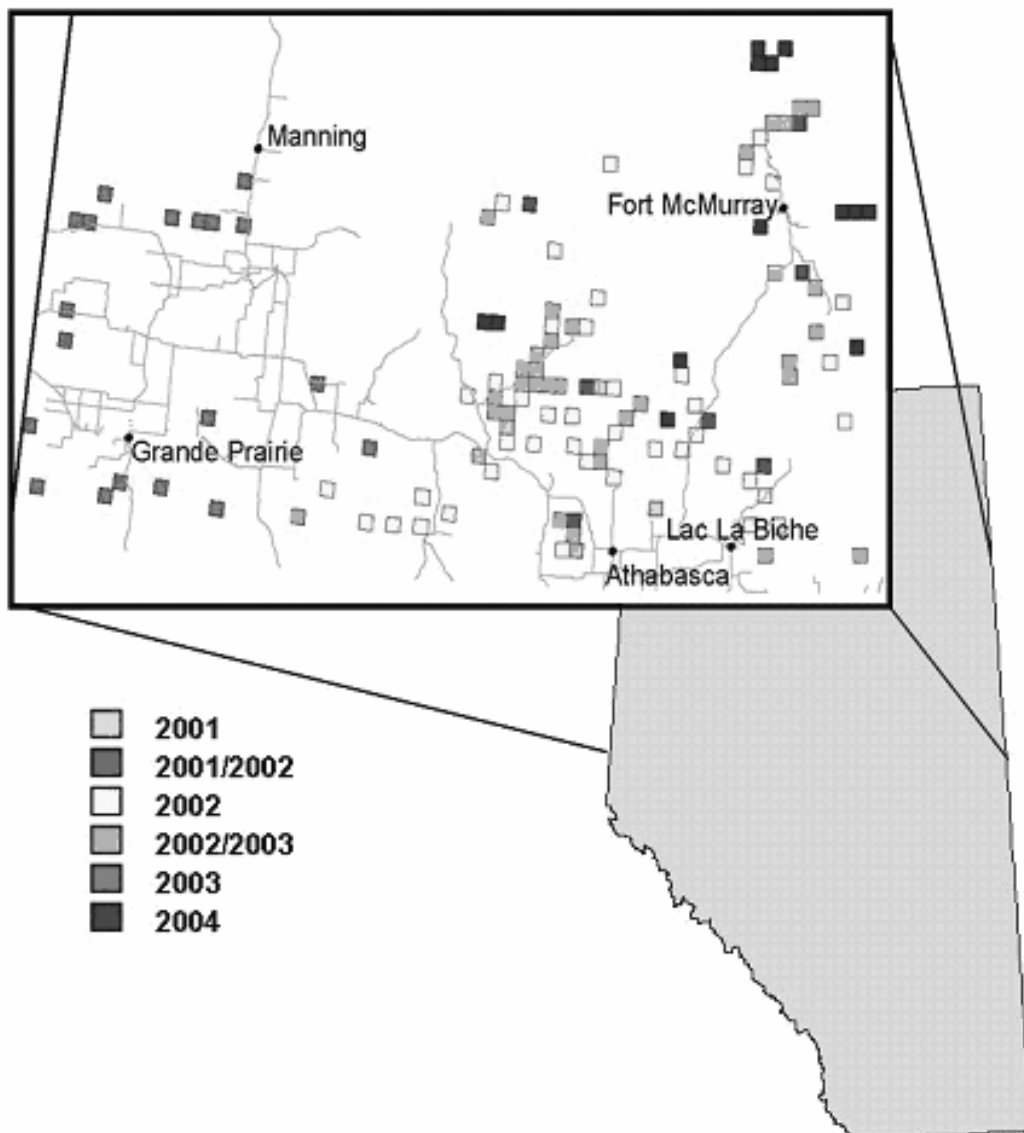 Manning
Fort McMurray
Grande Prairie
Lac La Biche
Athabasca
2001
2001/2002
2002
2002/2003
2003
2004